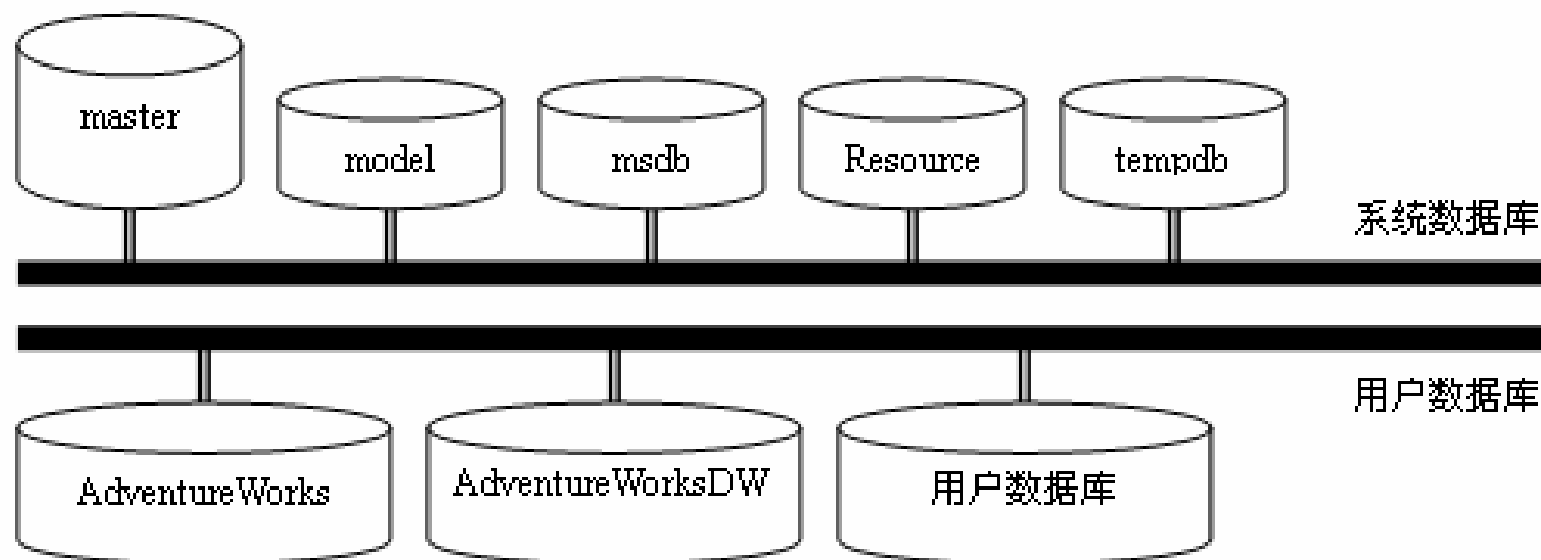 master
model
msdb
Resource
tempdb
系统数据库
用户数据库
AdventureWorks
AdventureWorksDW
用户数据库